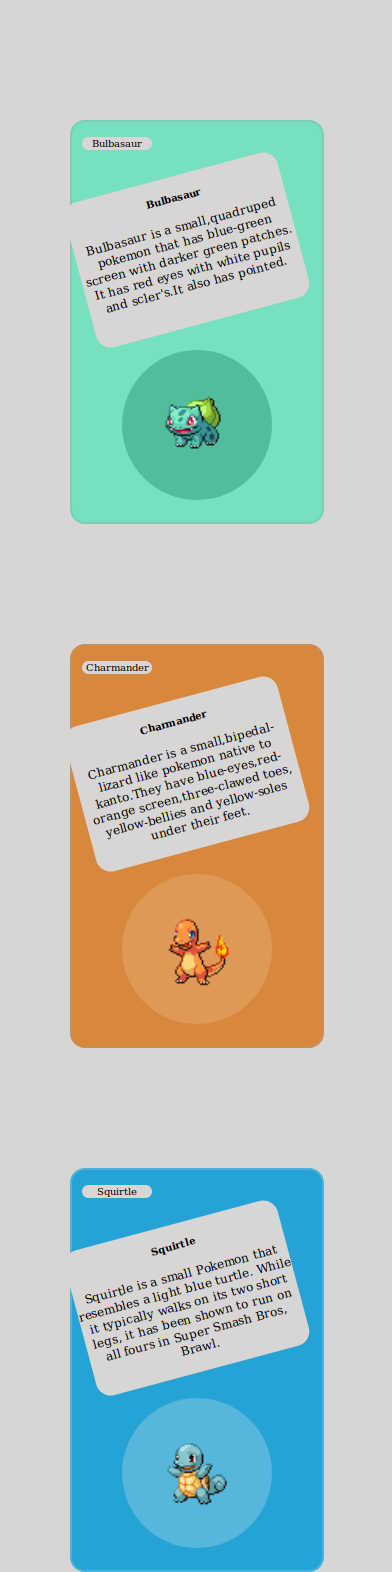 Bulbasaur
Bulbasaur
Bulbasaur is a small,quadruped
pokemon that has blue-green
screen with darker green patches.
It has red eyes with white pupils
and scler's.It also has pointed.
Charmander
Charmander
Charmander is a small,bipedal-
lizard like pokemon native to
kanto.They have blue-eyes,red-
orange screen,three-clawed toes,
yellow-bellies and yellow-soles
under their feet.
Squirtle
Squirtle
Squirtle is a small Pokemon that
resembles a light blue turtle. While
it typically walks on its two short
legs, it has been shown to run on
all fours in Super Smash Bros,
Brawl.